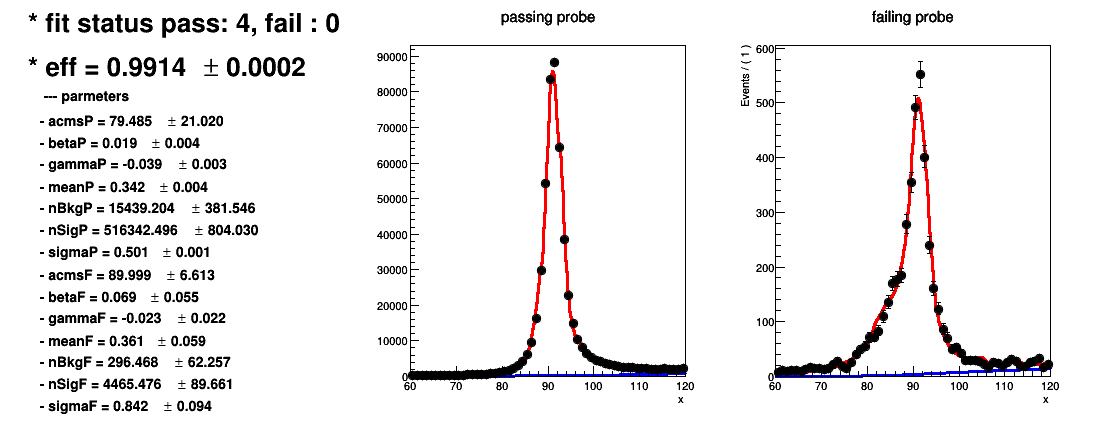 * fit status pass: 4, fail : 0
* eff = 0.9914 ± 0.0002
--- parmeters
- acmsP = 79.485 ± 21.020
- betaP = 0.019 ± 0.004
- gammaP = -0.039 ± 0.003
- meanP = 0.342 ± 0.004
- nBkgP = 15439.204 ± 381.546
- nSigP = 516342.496 ± 804.030
- sigmaP = 0.501 ± 0.001
- acmsF = 89.999 ± 6.613
- betaF = 0.069 ± 0.055
- gammaF = -0.023 ± 0.022
- meanF = 0.361 ± 0.059
- nBkgF = 296.468 ± 62.257
- nSigF = 4465.476 ± 89.661
- sigmaF = 0.842 ± 0.094
passing probe
90000
80000
70000
60000
50000
40000
30000
20000
10000
0
60 70 80 90 100 110 120
x
failing probe
Events / ( 1 )
600
500
400
300
200
100
0
60 70 80 90 100 110 120
x